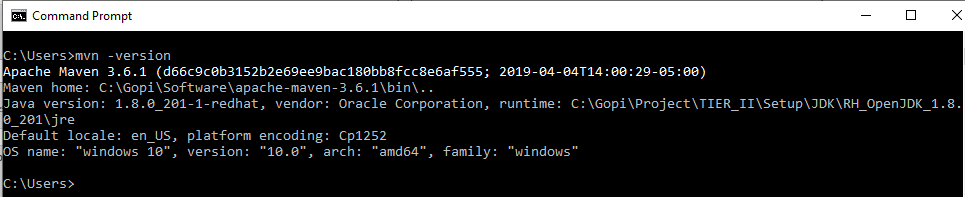 Command Prompt
C:\Users>mvn -version
Apache Maven 3.6.1 (d66c9c0b3152b2e69ee9bac180bb8fcc8e6af555; 2019-04-04T14:00:29-05:00)
Maven home: C:\Gopi\Software\apache-maven-3.6.1\bin\..
Java version: 1.8.0_201-1-redhat, vendor: Oracle Corporation, runtime: C:\Gopi\Project\TIER_II\Setup\JDK\RH_OpenJDK_1.8.
0_201\jre
Default locale: en_US, platform encoding: Cp1252
OS name: "windows 10", version: "10.0", arch: "amd64", family: "windows"
C:\Users>